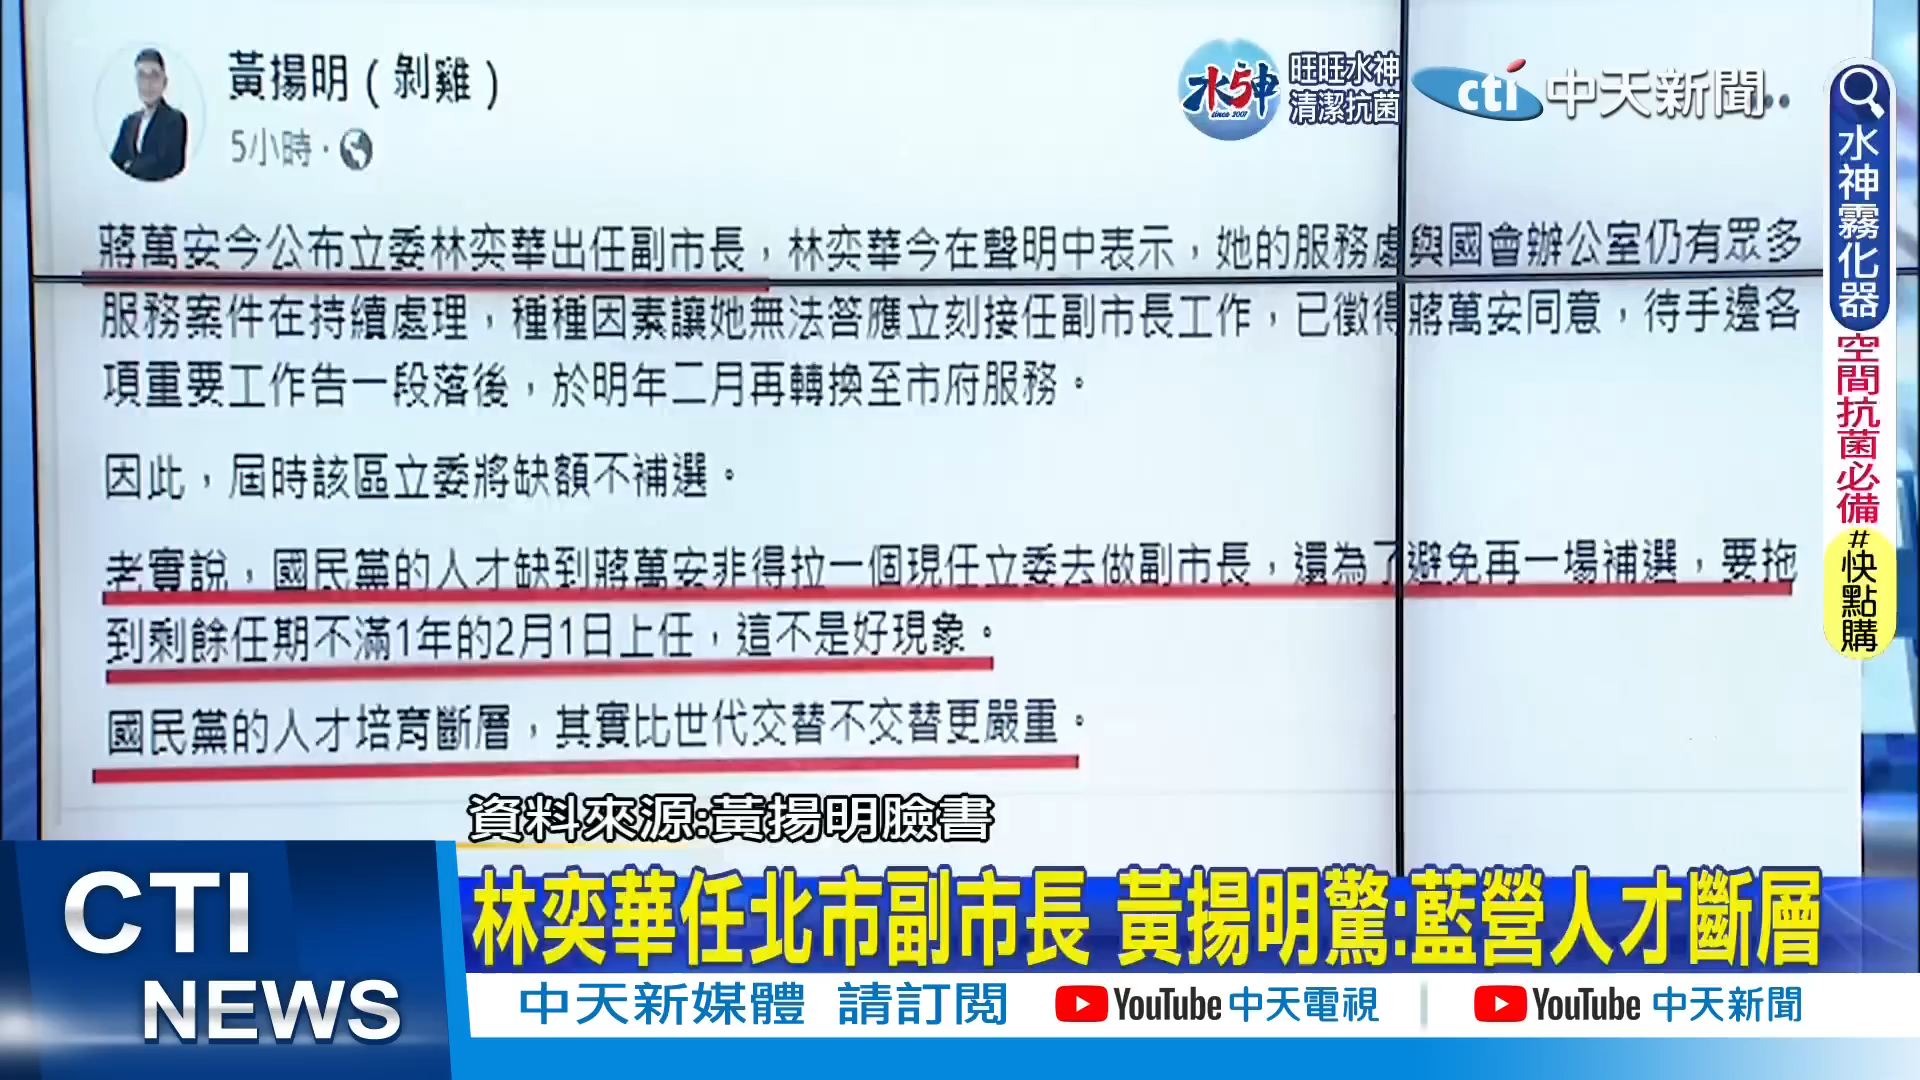 黃揚明（剝雞）
5小時·
水神
since 2007
旺旺水神
清潔抗菌
cti 中天新聞
蔣萬安今公布立委林奕華出任副市長，林奕華今在聲明中表示，她的服務處與國會辦公室仍有眾多
服務案件在持續處理，種種因素讓她無法答應立刻接任副市長工作，已徵得蔣萬安同意，待手邊各
項重要工作告一段落後，於明年二月再轉換至市府服務。
因此，屆時該區立委將缺額不補選。
老實說，國民黨的人才缺到蔣萬安非得拉一個現任立委去做副市長，還為了避免再一場補選，要拖
到剩餘任期不滿1年的2月1日上任，這不是好現象。
國民黨的人才培育斷層，其實比世代交替不交替更嚴重。
水神霧化器
空間抗菌必備
#快點購
資料來源:黃揚明臉書
CTI
NEWS
林奕華任北市副市長 黃揚明驚:藍營人才斷層
中天新媒體 請訂閱 YouTube 中天電視 | YouTube 中天新聞